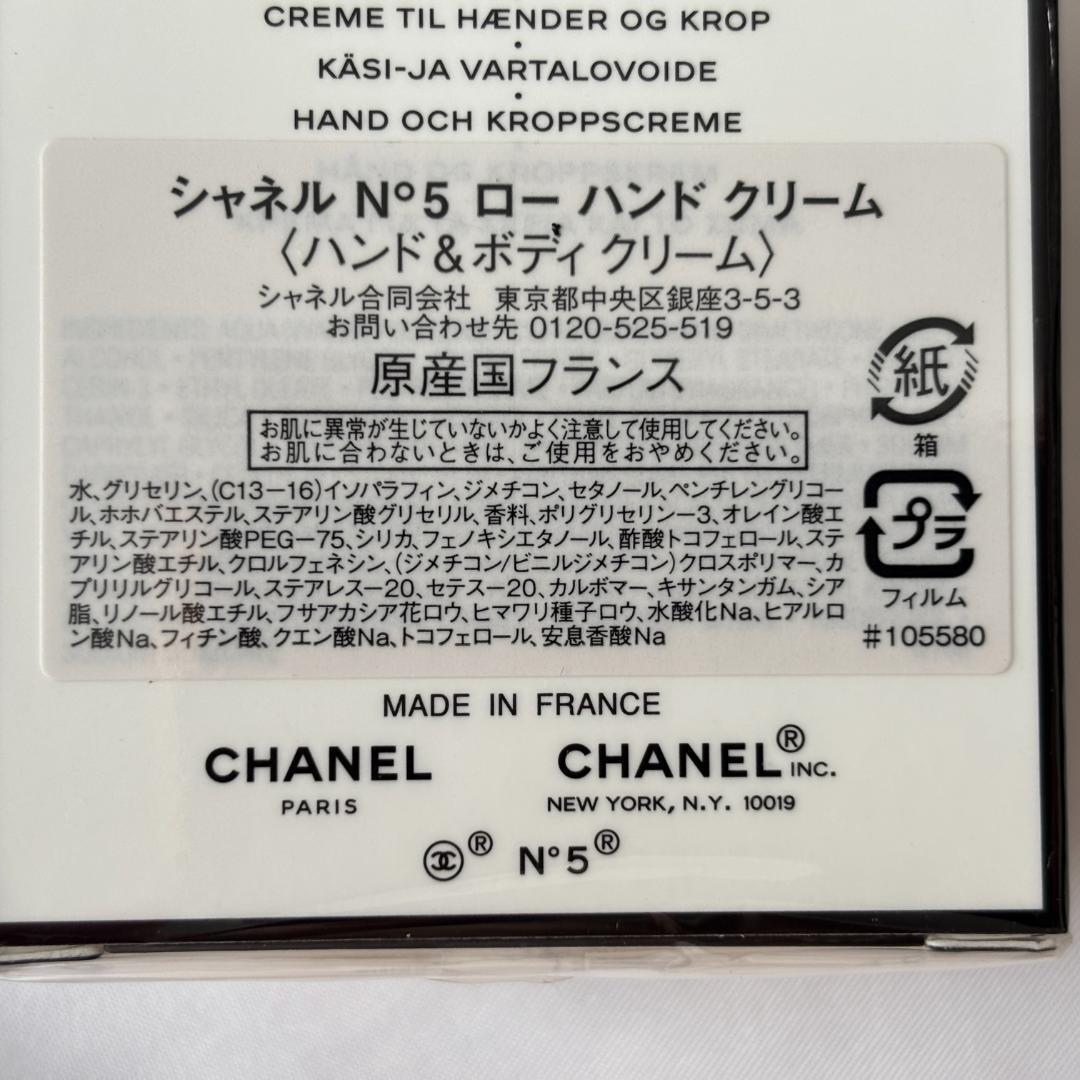 CREME TIL HÆNDER OG KROP
KÄSI-JA VARTALOVOIDE
HAND OCH KROPPSCREME
シャネル N°5 ロー ハンド クリーム
〈ハンド&ボディ クリーム〉
シャネル合同会社 東京都中央区銀座3-5-3
お問い合わせ先 0120-525-519
原産国フランス
お肌に異常が生じていないかよく注意して使用してください。
お肌に合わないときは、ご使用をおやめください。
水、グリセリン、(C13-16)イソパラフィン、ジメチコン、セタノール、ペンチレングリコー
ル、ホホバエステル、ステアリン酸グリセリル、香料、ポリグリセリン-3、オレイン酸エ
チル、ステアリン酸PEG-75、シリカ、フェノキシエタノール、酢酸トコフェロール、ステ
アリン酸エチル、クロルフェネシン、(ジメチコン/ビニルジメチコン)クロスポリマー、カ
プリリルグリコール、ステアレス-20、セテス-20、カルボマー、キサンタンガム、シア
脂、リノール酸エチル、フサアカシア花ロウ、ヒマワリ種子ロウ、水酸化Na、ヒアルロ
ン酸Na、フィチン酸、クエン酸Na、トコフェロール、安息香酸Na
紙
箱
プラ
フィルム
#105580
MADE IN FRANCE
CHANEL
PARIS
CHANEL® INC.
NEW YORK, N.Y. 10019
® N°5®